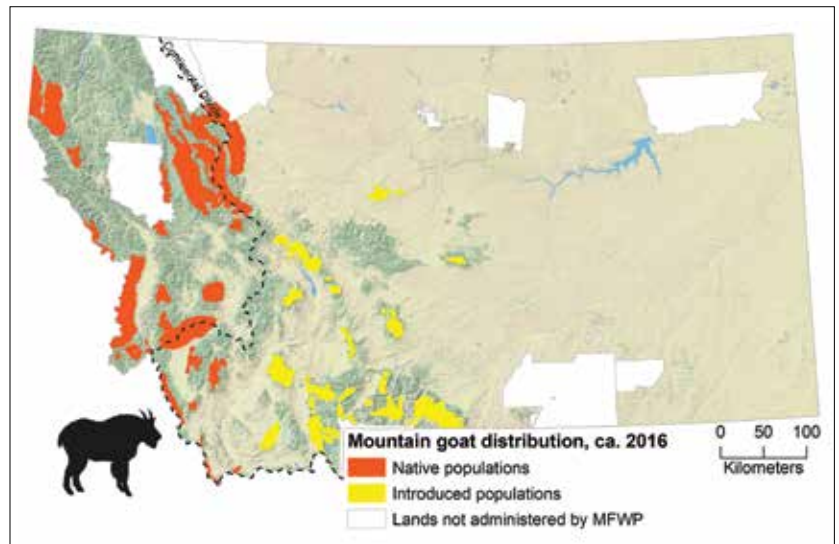 Continental Divide
Mountain goat distribution, ca. 2016
Native populations
Introduced populations
Lands not administered by MFWP
0 50 100
Kilometers